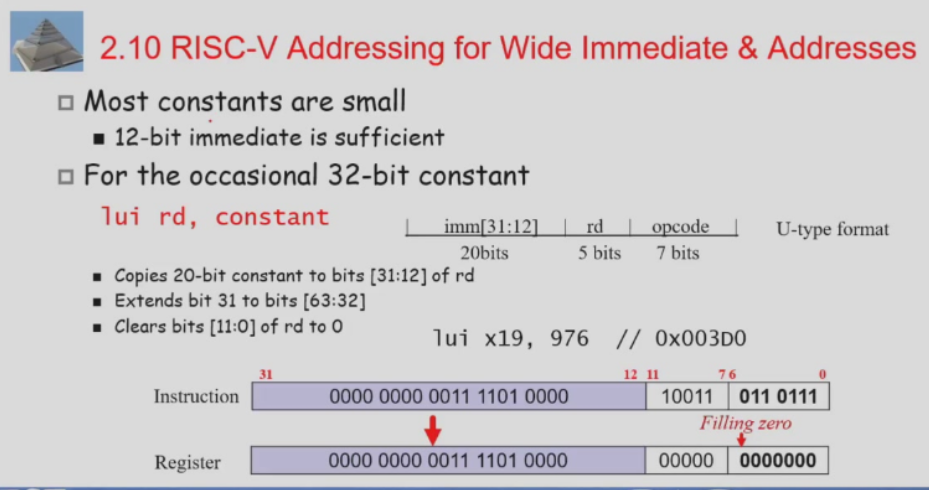 2.10 RISC-V Addressing for Wide Immediate & Addresses
Most constants are small
12-bit immediate is sufficient
For the occasional 32-bit constant
lui rd, constant
imm[31:12] rd opcode U-type format
20bits 5 bits 7 bits
Copies 20-bit constant to bits [31:12] of rd
Extends bit 31 to bits [63:32]
Clears bits [11:0] of rd to 0
lui x19, 976 // 0x003D0
31 12 11 7 6 0
Instruction 0000 0000 0011 1101 0000 10011 011 0111
Filling zero
Register 0000 0000 0011 1101 0000 00000 0000000